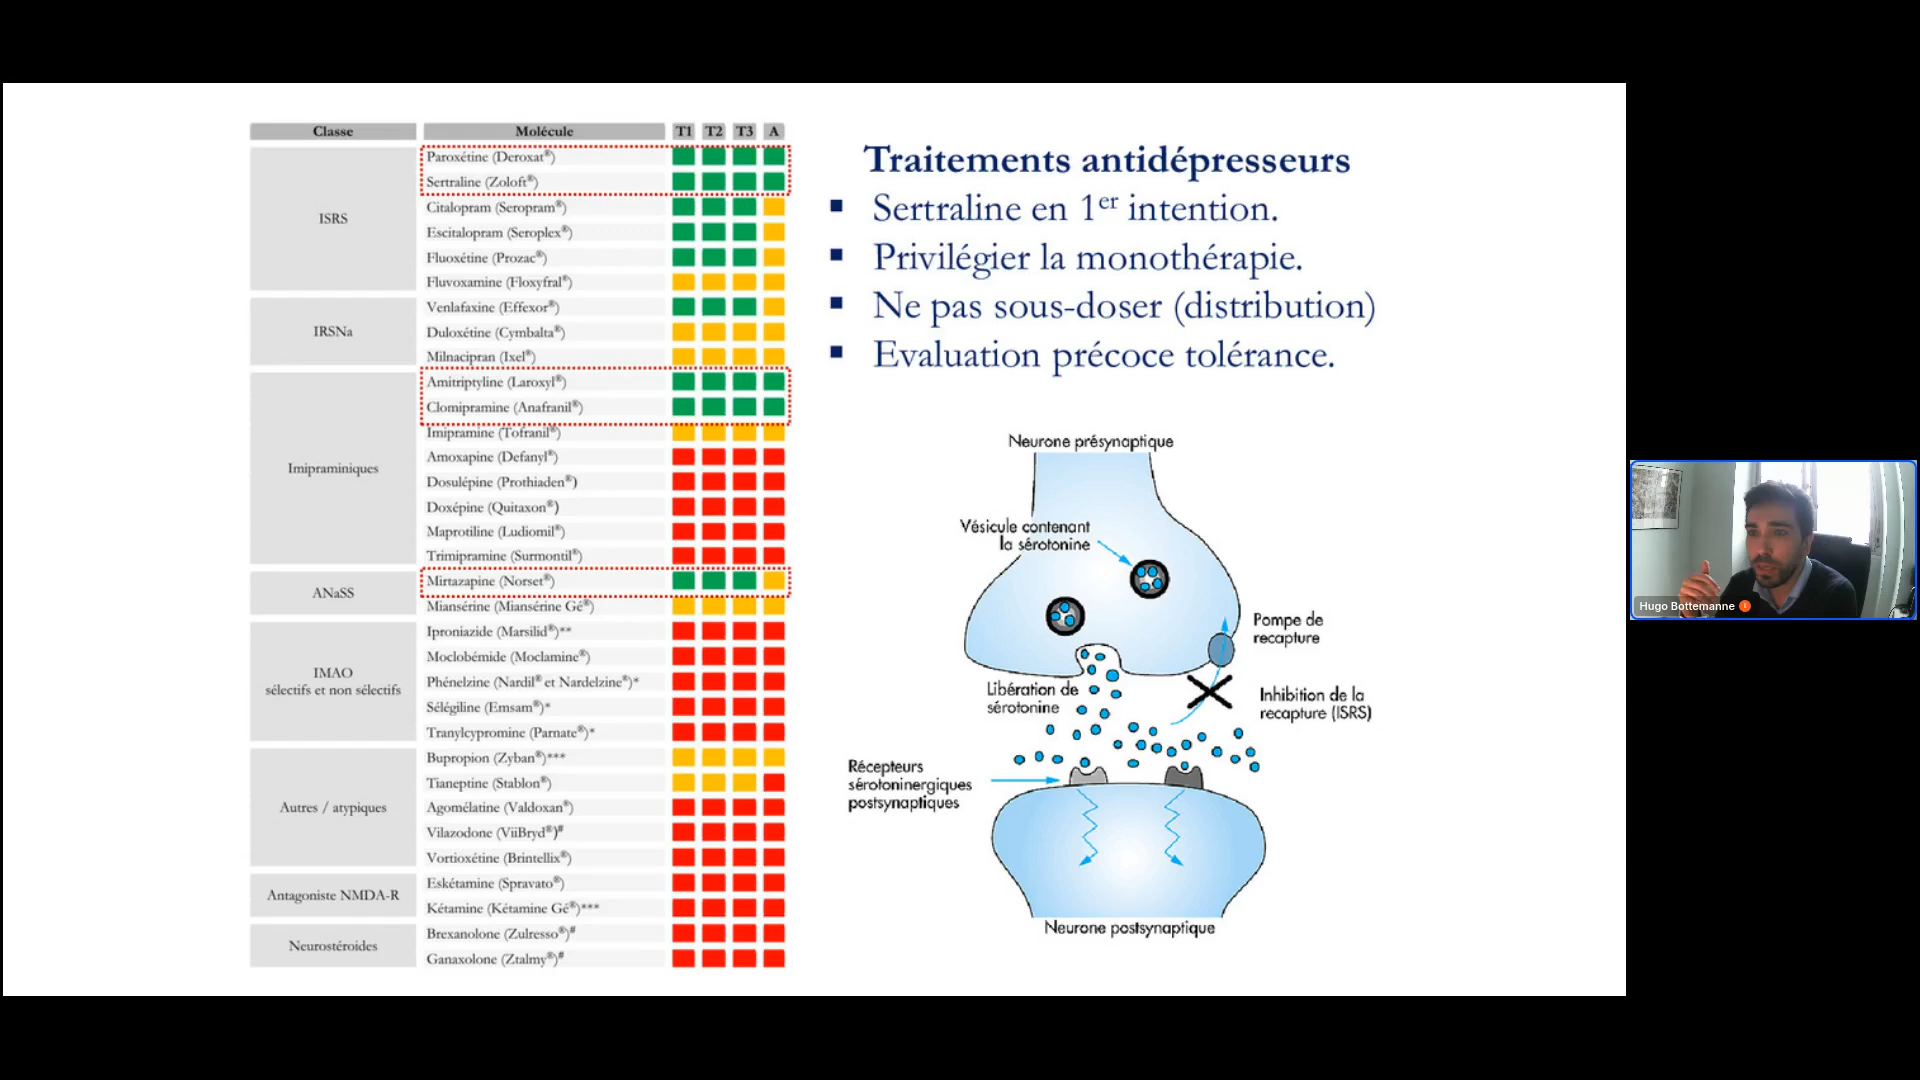 Classe Molécule T1 T2 T3 A
ISRS
Paroxétine (Deroxat®)
Sertraline (Zoloft®)
Citalopram (Seropram®)
Escitalopram (Seroplex®)
Fluoxétine (Prozac®)
Fluvoxamine (Floxyfral®)
IRSNa
Venlafaxine (Effexor®)
Duloxétine (Cymbalta®)
Milnacipran (Ixel®)
Imipraminiques
Amitriptyline (Laroxyl®)
Clomipramine (Anafranil®)
Imipramine (Tofranil®)
Amoxapine (Defanyl®)
Dosulépine (Prothiaden®)
Doxépine (Quitaxon®)
Maprotiline (Ludiomil®)
Trimipramine (Surmontil®)
ANaSS
Mirtazapine (Norset®)
Miansérine (Miansérine Gé®)
IMAO
sélectifs et non sélectifs
Iproniazide (Marsilid®)**
Moclobémide (Moclamine®)
Phénelzine (Nardil® et Nardelzine®)*
Sélégiline (Emsam®)*
Tranylcypromine (Parnate®)*
Autres / atypiques
Bupropion (Zyban®)***
Tianeptine (Stablon®)
Agomélatine (Valdoxan®)
Vilazodone (ViiBryd®)#
Vortioxétine (Brintellix®)
Antagoniste NMDA-R
Eskétamine (Spravato®)
Kétamine (Kétamine Gé®)***
Neurostéroides
Brexanolone (Zulresso®)#
Ganaxolone (Ztalmy®)#
Traitements antidépresseurs
▪ Sertraline en 1er intention.
▪ Privilégier la monothérapie.
▪ Ne pas sous-doser (distribution)
▪ Evaluation précoce tolérance.
Neurone présynaptique
Vésicule contenant
la sérotonine
Pompe de
recapture
Libération de
sérotonine
Inhibition de la
recapture (ISRS)
Récepteurs
sérotoninergiques
postsynaptiques
Neurone postsynaptique
Hugo Bottemanne